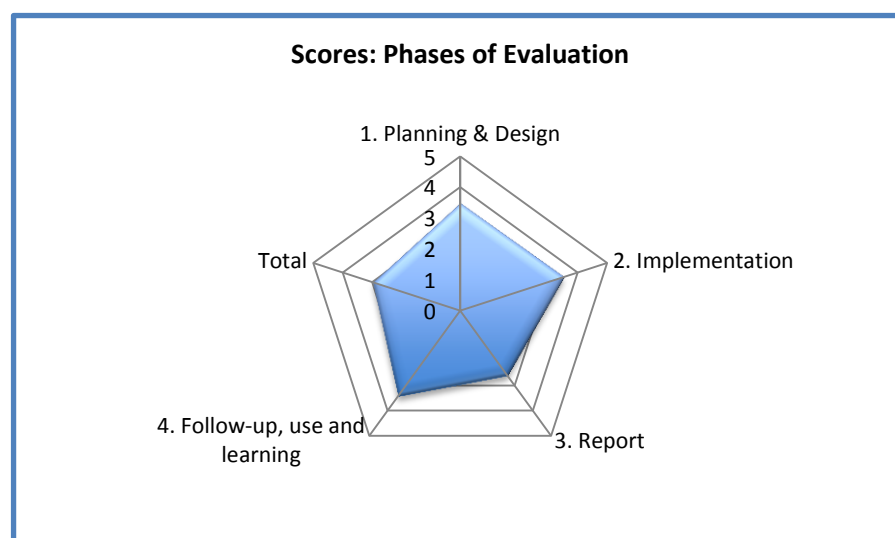 Scores: Phases of Evaluation
1. Planning & Design
5
4
3
2
1
0
Total
2. Implementation
4. Follow-up, use and
learning
3. Report